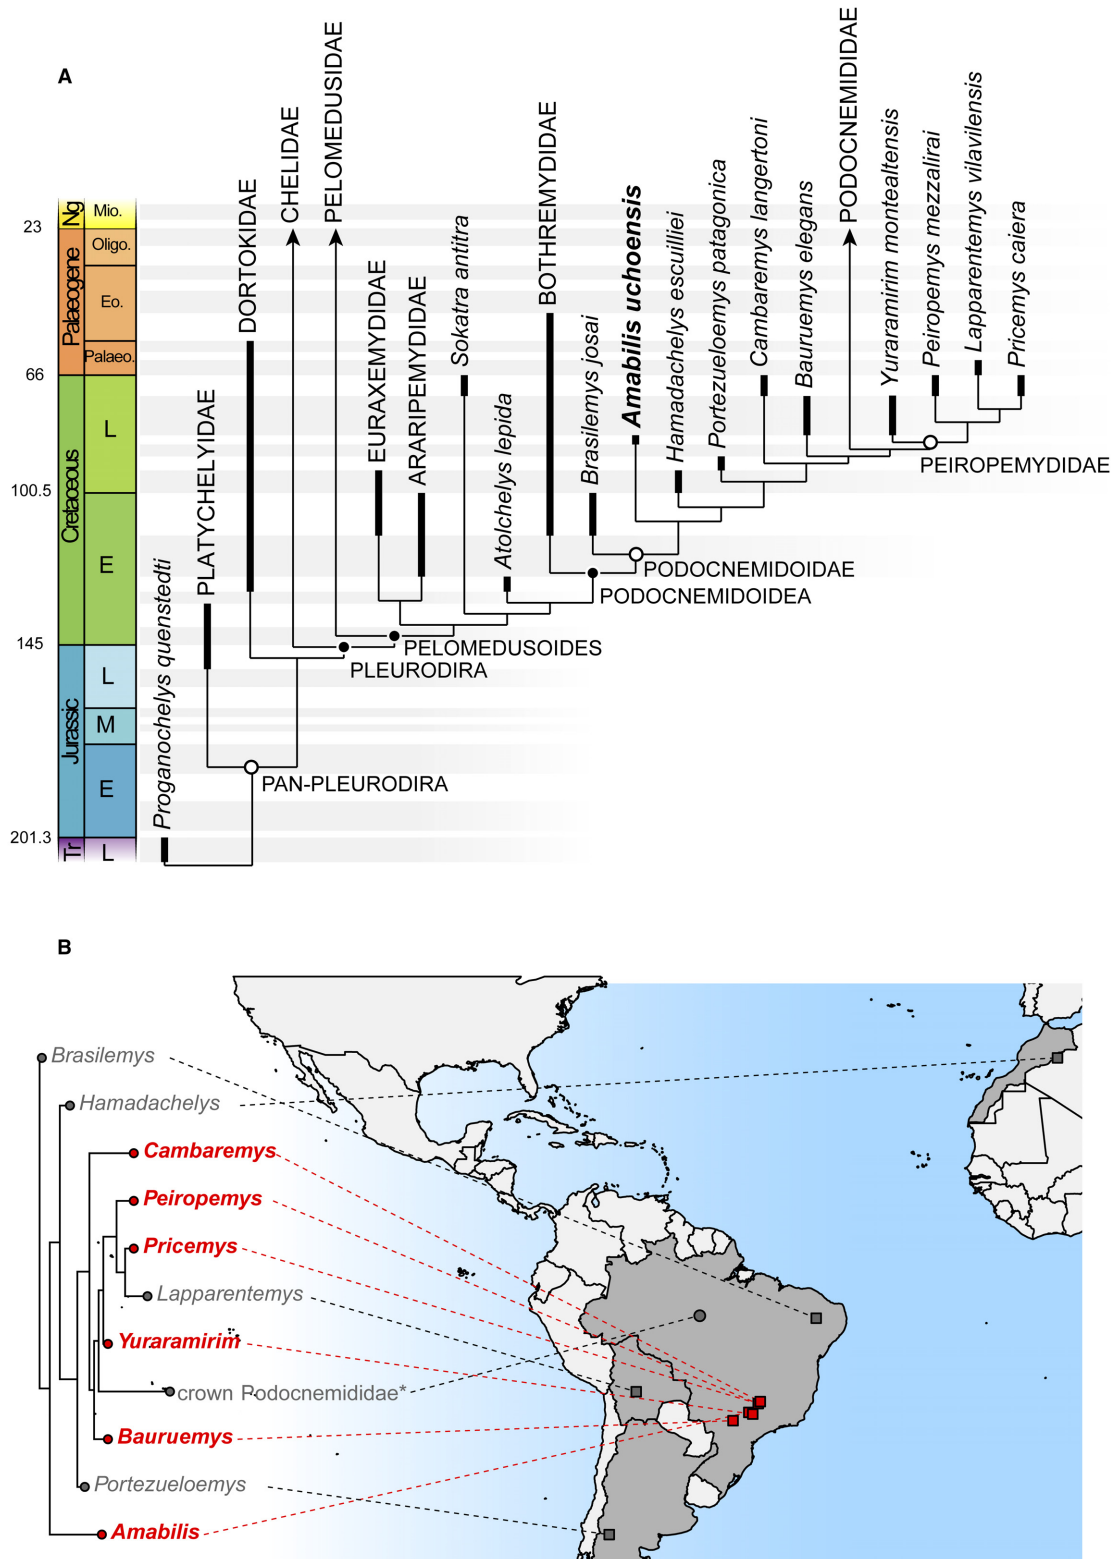 A
PLATYCHELYIDAE
DORTOKIDAE
CHELIDAE
PELOMEDUSIDAE
EURAXEMYDIDAE
ARARIPEMYDIDAE
Sokatra antitra
Atolchelys lepida
BOTHREMYDIDAE
Brasilemys josai
Amabilis uchoensis
Hamadachelys escuilliei
Portezueloemys patagonica
Cambaremys langertoni
Bauruemys elegans
PODOCNEMIDIDAE
Yuraramirim montealtensis
Peiropemys mezzalirai
Lapparentemys vilavilensis
Pricemys caiera
Proganochelys quenstedti
Ng
Mio.
23
Palaeogene
Oligo.
Eo.
Palaeo.
66
Cretaceous
L
100.5
E
145
Jurassic
L
M
E
201.3
Tr
L
PEIROPEMYDIDAE
PODOCNEMIDOIDAE
PODOCNEMIDOIDEA
PELOMEDUSOIDES
PLEURODIRA
PAN-PLEURODIRA
B
Brasilemys
Hamadachelys
Cambaremys
Peiropemys
Pricemys
Lapparentemys
Yuraramirim
crown Podocnemididae*
Bauruemys
Portezueloemys
Amabilis